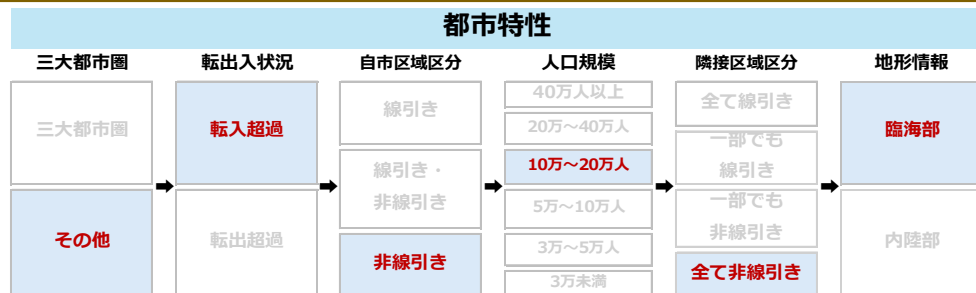 都市特性
三大都市圏
転出入状況
自市区域区分
人口規模
隣接区域区分
地形情報
三大都市圏
その他
転入超過
転出超過
線引き
線引き・
非線引き
非線引き
40万人以上
20万～40万人
10万～20万人
5万～10万人
3万～5万人
3万未満
全て線引き
一部でも
線引き
一部でも
非線引き
全て非線引き
臨海部
内陸部